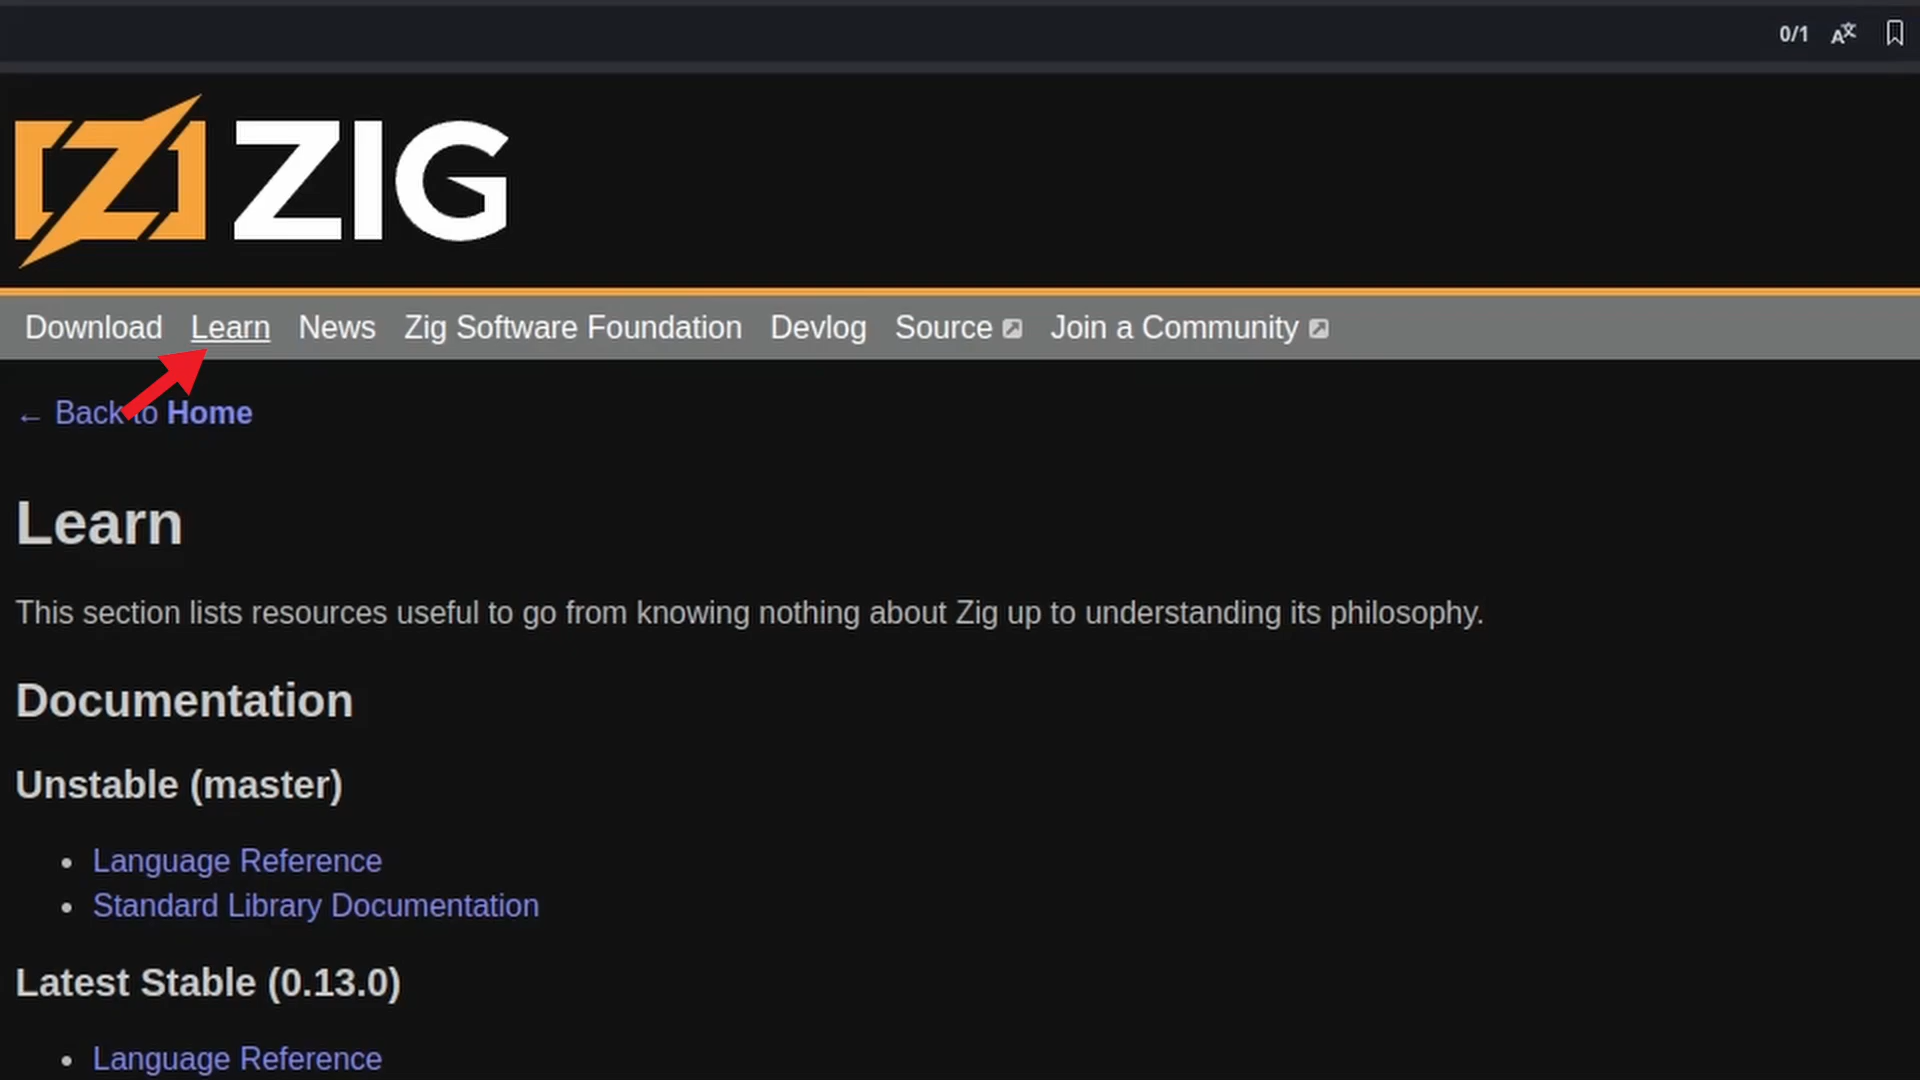 0/1
ZIG
Download Learn News Zig Software Foundation Devlog Source Join a Community
← Back to Home
Learn
This section lists resources useful to go from knowing nothing about Zig up to understanding its philosophy.
Documentation
Unstable (master)
• Language Reference
• Standard Library Documentation
Latest Stable (0.13.0)
• Language Reference